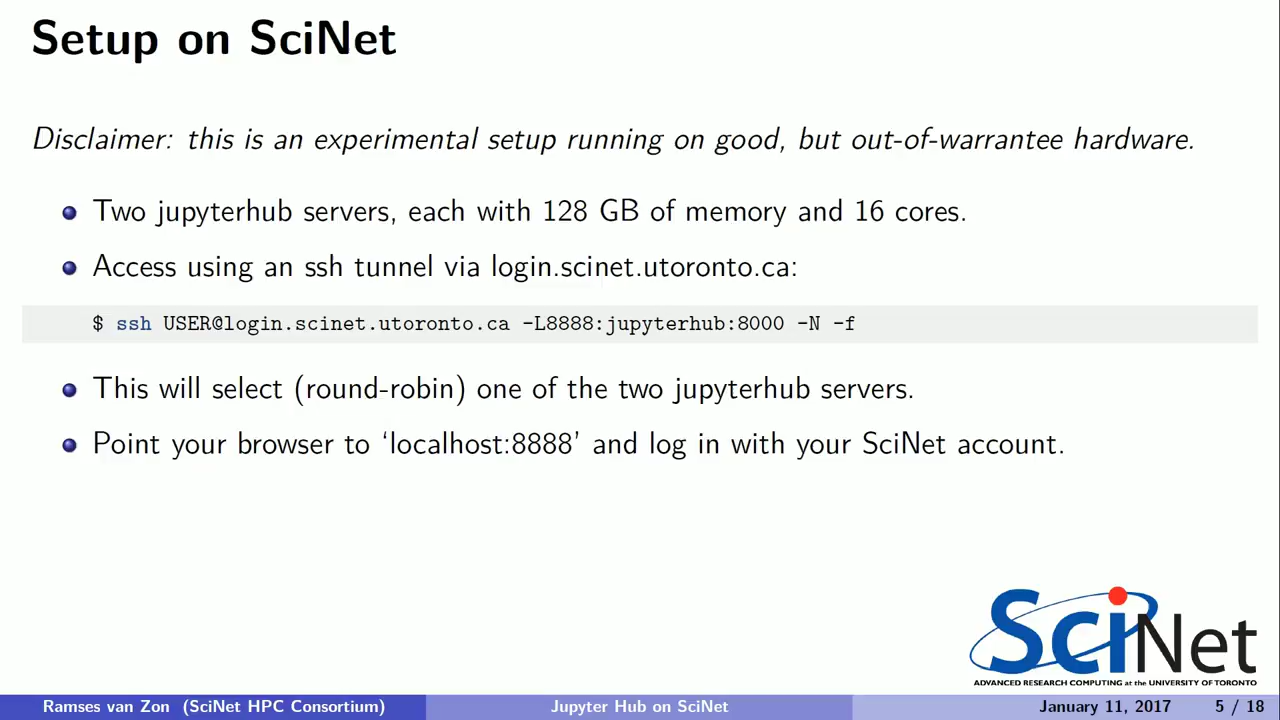 Setup on SciNet
Disclaimer: this is an experimental setup running on good, but out-of-warrantee hardware.
Two jupyterhub servers, each with 128 GB of memory and 16 cores.
Access using an ssh tunnel via login.scinet.utoronto.ca:
$ ssh USER@login.scinet.utoronto.ca -L8888:jupyterhub:8000 -N -f
This will select (round-robin) one of the two jupyterhub servers.
Point your browser to ‘localhost:8888’ and log in with your SciNet account.
SciNet
ADVANCED RESEARCH COMPUTING at the UNIVERSITY OF TORONTO
Ramses van Zon (SciNet HPC Consortium) Jupyter Hub on SciNet January 11, 2017 5 / 18